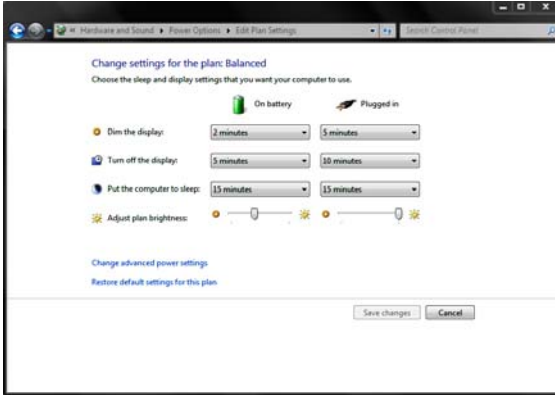 « Hardware and Sound ▸ Power Options ▸ Edit Plan Settings
Search Control Panel
Change settings for the plan: Balanced
Choose the sleep and display settings that you want your computer to use.
On battery Plugged in
Dim the display: 2 minutes 5 minutes
Turn off the display: 5 minutes 10 minutes
Put the computer to sleep: 15 minutes 15 minutes
Adjust plan brightness:
Change advanced power settings
Restore default settings for this plan
Save changes Cancel